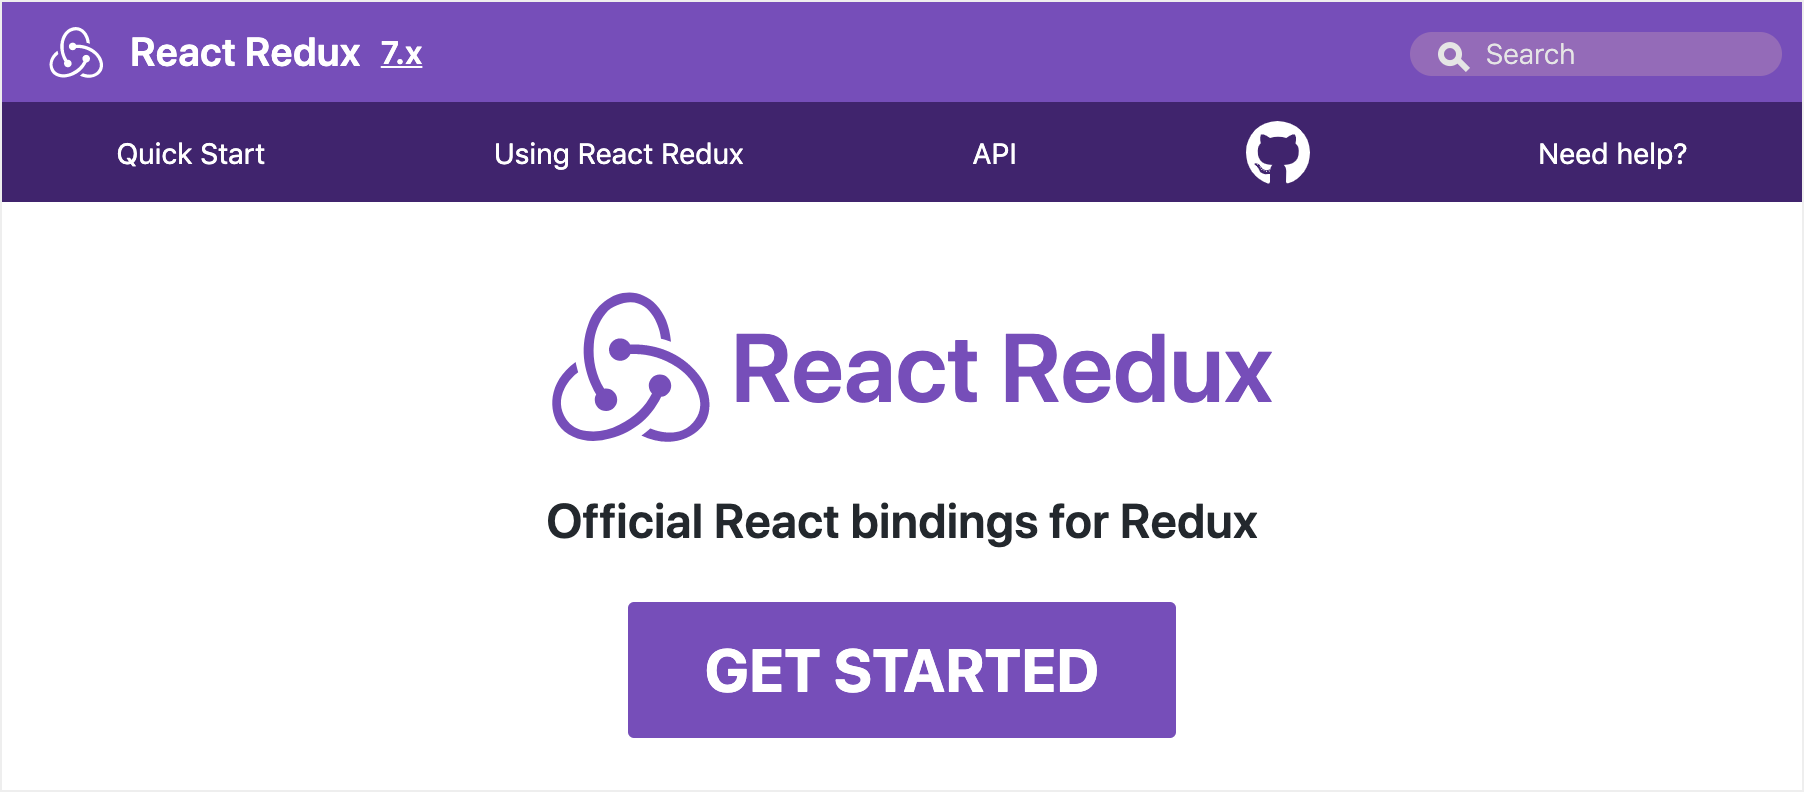 React Redux 7.x
Search
Quick Start
Using React Redux
API
Need help?
React Redux
Official React bindings for Redux
GET STARTED